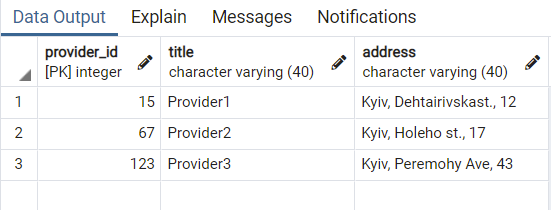 Data Output Explain Messages Notifications
provider_id title address
[PK] integer character varying (40) character varying (40)
1 15 Provider1 Kyiv, Dehtairivskast., 12
2 67 Provider2 Kyiv, Holeho st., 17
3 123 Provider3 Kyiv, Peremohy Ave, 43